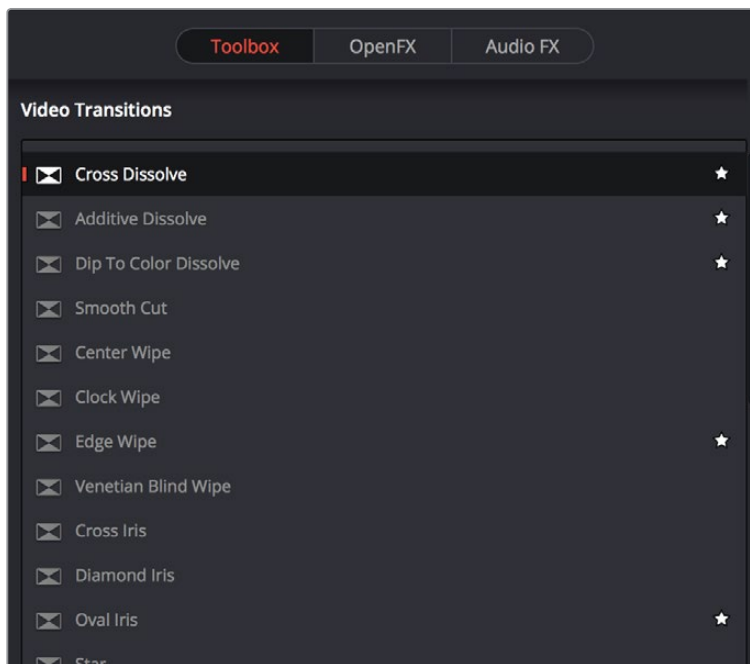 Toolbox OpenFX Audio FX
Video Transitions
Cross Dissolve
Additive Dissolve
Dip To Color Dissolve
Smooth Cut
Center Wipe
Clock Wipe
Edge Wipe
Venetian Blind Wipe
Cross Iris
Diamond Iris
Oval Iris
Star